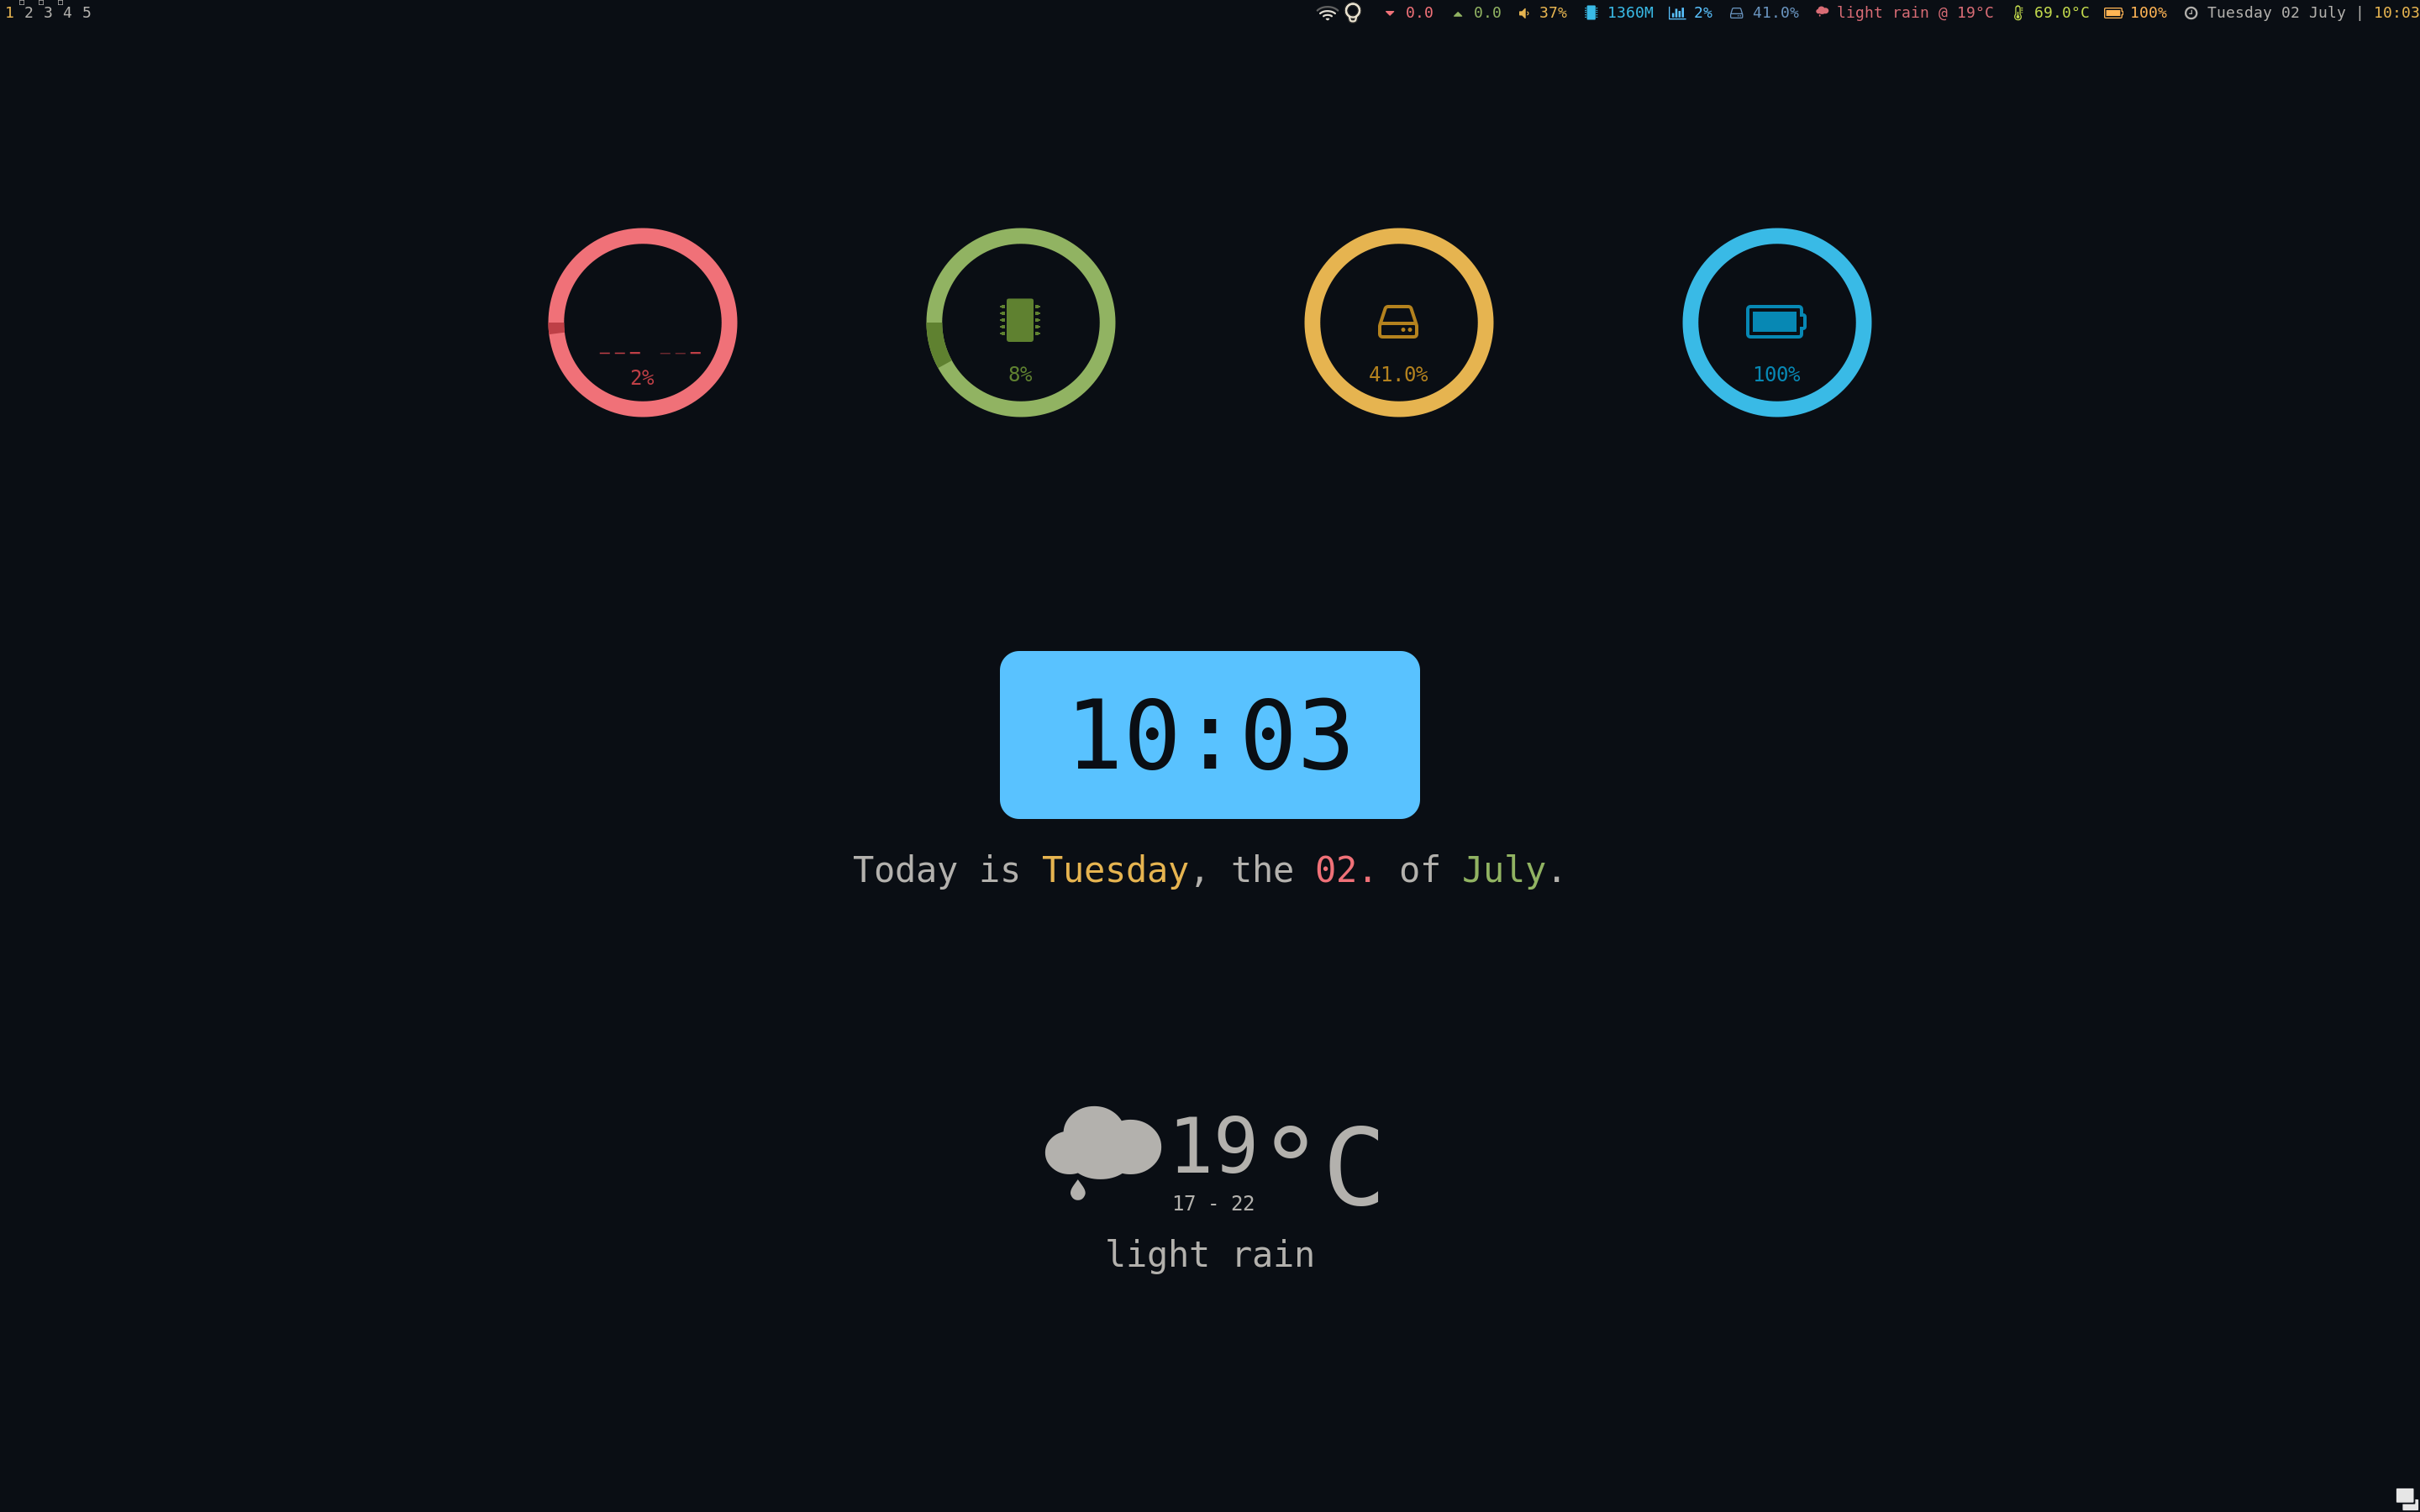 1 2 3 4 5 0.0 0.0 37% 1360M 2% 41.0% light rain @ 19°C 69.0°C 100% Tuesday 02 July | 10:03
2% 8% 41.0% 100%
10:03
Today is Tuesday, the 02. of July.
19°C
17 - 22
light rain